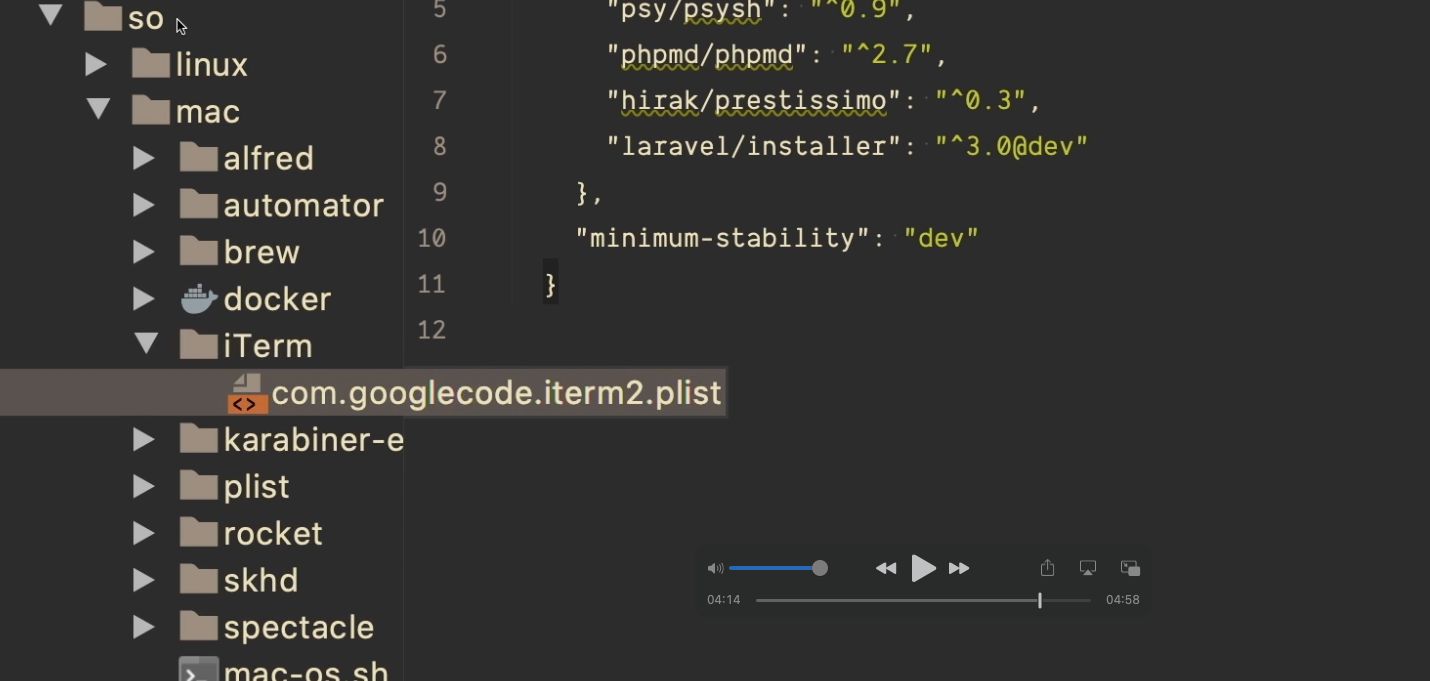 so
linux
mac
alfred
automator
brew
docker
iTerm
com.googlecode.iterm2.plist
karabiner-e
plist
rocket
skhd
spectacle
mac-os.sh
5 "psy/psysh": "^0.9",
6 "phpmd/phpmd": "^2.7",
7 "hirak/prestissimo": "^0.3",
8 "laravel/installer": "^3.0@dev"
9 },
10 "minimum-stability": "dev"
11 }
12
04:14
04:58